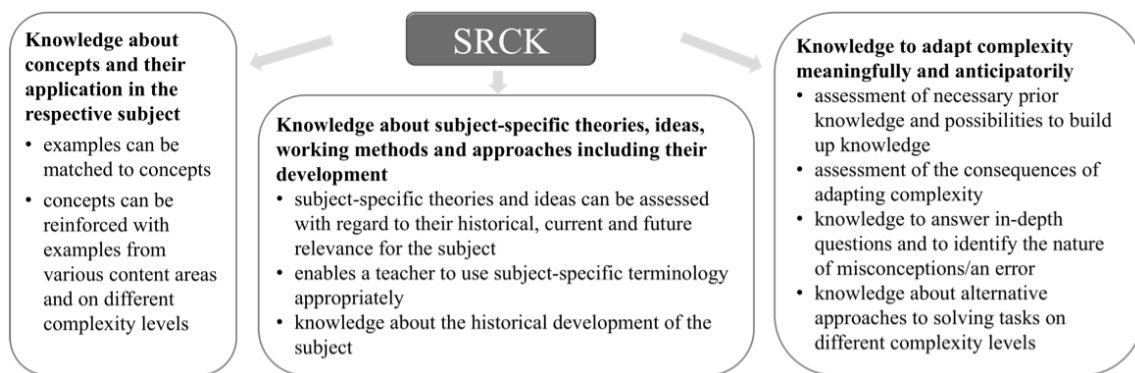 SRCK
Knowledge about
concepts and their
application in the
respective subject
• examples can be
matched to concepts
• concepts can be
reinforced with
examples from
various content areas
and on different
complexity levels
Knowledge about subject-specific theories, ideas,
working methods and approaches including their
development
• subject-specific theories and ideas can be assessed
with regard to their historical, current and future
relevance for the subject
• enables a teacher to use subject-specific terminology
appropriately
• knowledge about the historical development of the
subject
Knowledge to adapt complexity
meaningfully and anticipatorily
• assessment of necessary prior
knowledge and possibilities to build
up knowledge
• assessment of the consequences of
adapting complexity
• knowledge to answer in-depth
questions and to identify the nature
of misconceptions/an error
• knowledge about alternative
approaches to solving tasks on
different complexity levels